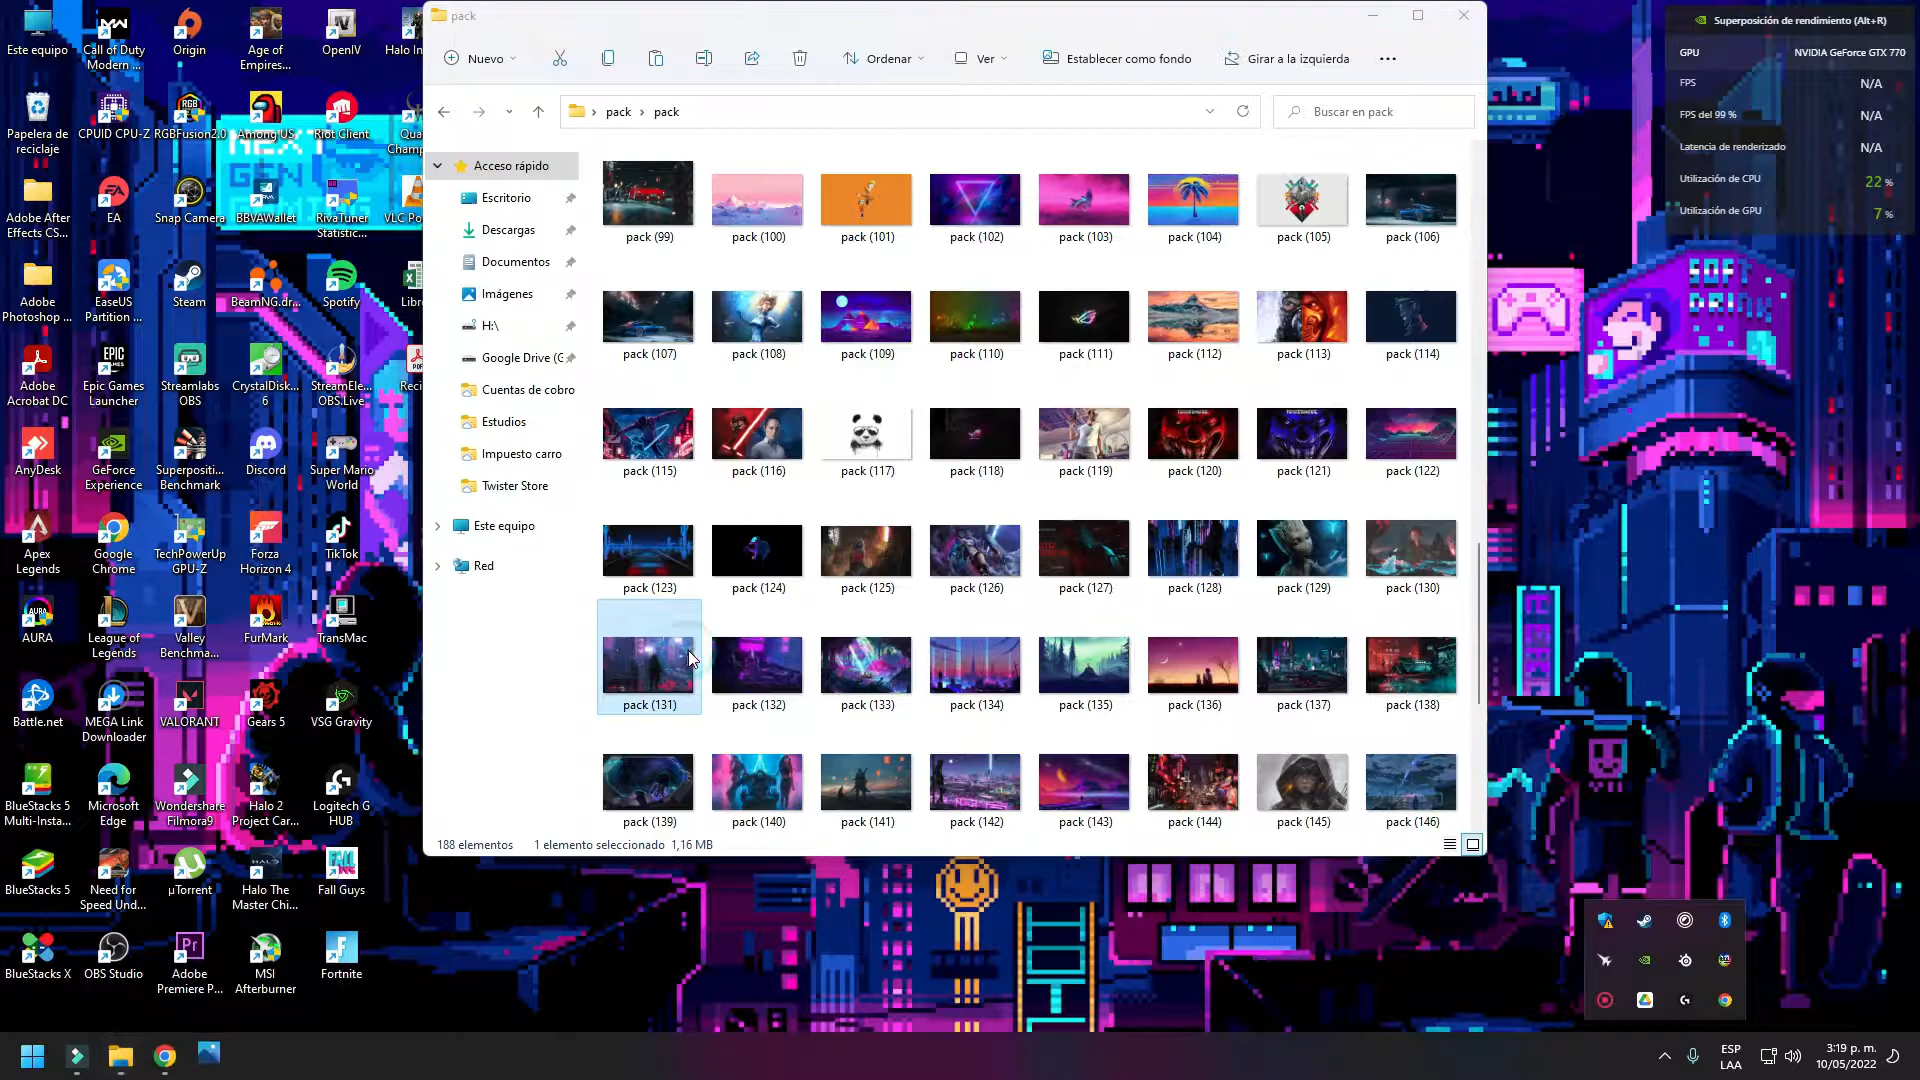 Este equipo
Call of Duty
Modern ...
Origin
Age of
Empires...
OpenIV
Papelera de
reciclaje
CPUID CPU-Z
RGBFusion2.0
Among US
Riot Client
NEXT
GEN
Adobe After
Effects CS...
EA
Snap Camera
BBVAWallet
RivaTuner
Statistic...
Adobe
Photoshop ...
EaseUS
Partition ...
Steam
BeamNG.dr...
Spotify
Adobe
Acrobat DC
Epic Games
Launcher
Streamlabs
OBS
CrystalDisk...
6
StreamEle...
OBS.Live
AnyDesk
GeForce
Experience
Superpositi...
Benchmark
Discord
Super Mario
World
Apex
Legends
Google
Chrome
TechPowerUp
GPU-Z
Forza
Horizon 4
TikTok
AURA
League of
Legends
Valley
Benchma...
FurMark
TransMac
Battle.net
MEGA Link
Downloader
VALORANT
Gears 5
VSG Gravity
BlueStacks 5
Multi-Insta...
Microsoft
Edge
Wondershare
Filmora9
Halo 2
Project Car...
Logitech G
HUB
BlueStacks 5
Need for
Speed Und...
µTorrent
Halo The
Master Chi...
Fall Guys
BlueStacks X
OBS Studio
Adobe
Premiere P...
MSI
Afterburner
Fortnite
pack
Nuevo
Ordenar
Ver
Establecer como fondo
Girar a la izquierda
pack › pack
Buscar en pack
Acceso rápido
Escritorio
Descargas
Documentos
Imágenes
H:\
Google Drive (G
Cuentas de cobro
Estudios
Impuesto carro
Twister Store
Este equipo
Red
pack (99)
pack (100)
pack (101)
pack (102)
pack (103)
pack (104)
pack (105)
pack (106)
pack (107)
pack (108)
pack (109)
pack (110)
pack (111)
pack (112)
pack (113)
pack (114)
pack (115)
pack (116)
pack (117)
pack (118)
pack (119)
pack (120)
pack (121)
pack (122)
pack (123)
pack (124)
pack (125)
pack (126)
pack (127)
pack (128)
pack (129)
pack (130)
pack (131)
pack (132)
pack (133)
pack (134)
pack (135)
pack (136)
pack (137)
pack (138)
pack (139)
pack (140)
pack (141)
pack (142)
pack (143)
pack (144)
pack (145)
pack (146)
188 elementos
1 elemento seleccionado 1,16 MB
Superposición de rendimiento (Alt+R)
GPU
NVIDIA GeForce GTX 770
FPS
N/A
FPS del 99 %
N/A
Latencia de renderizado
N/A
Utilización de CPU
22 %
Utilización de GPU
7 %
ESP
LAA
3:19 p. m.
10/05/2022